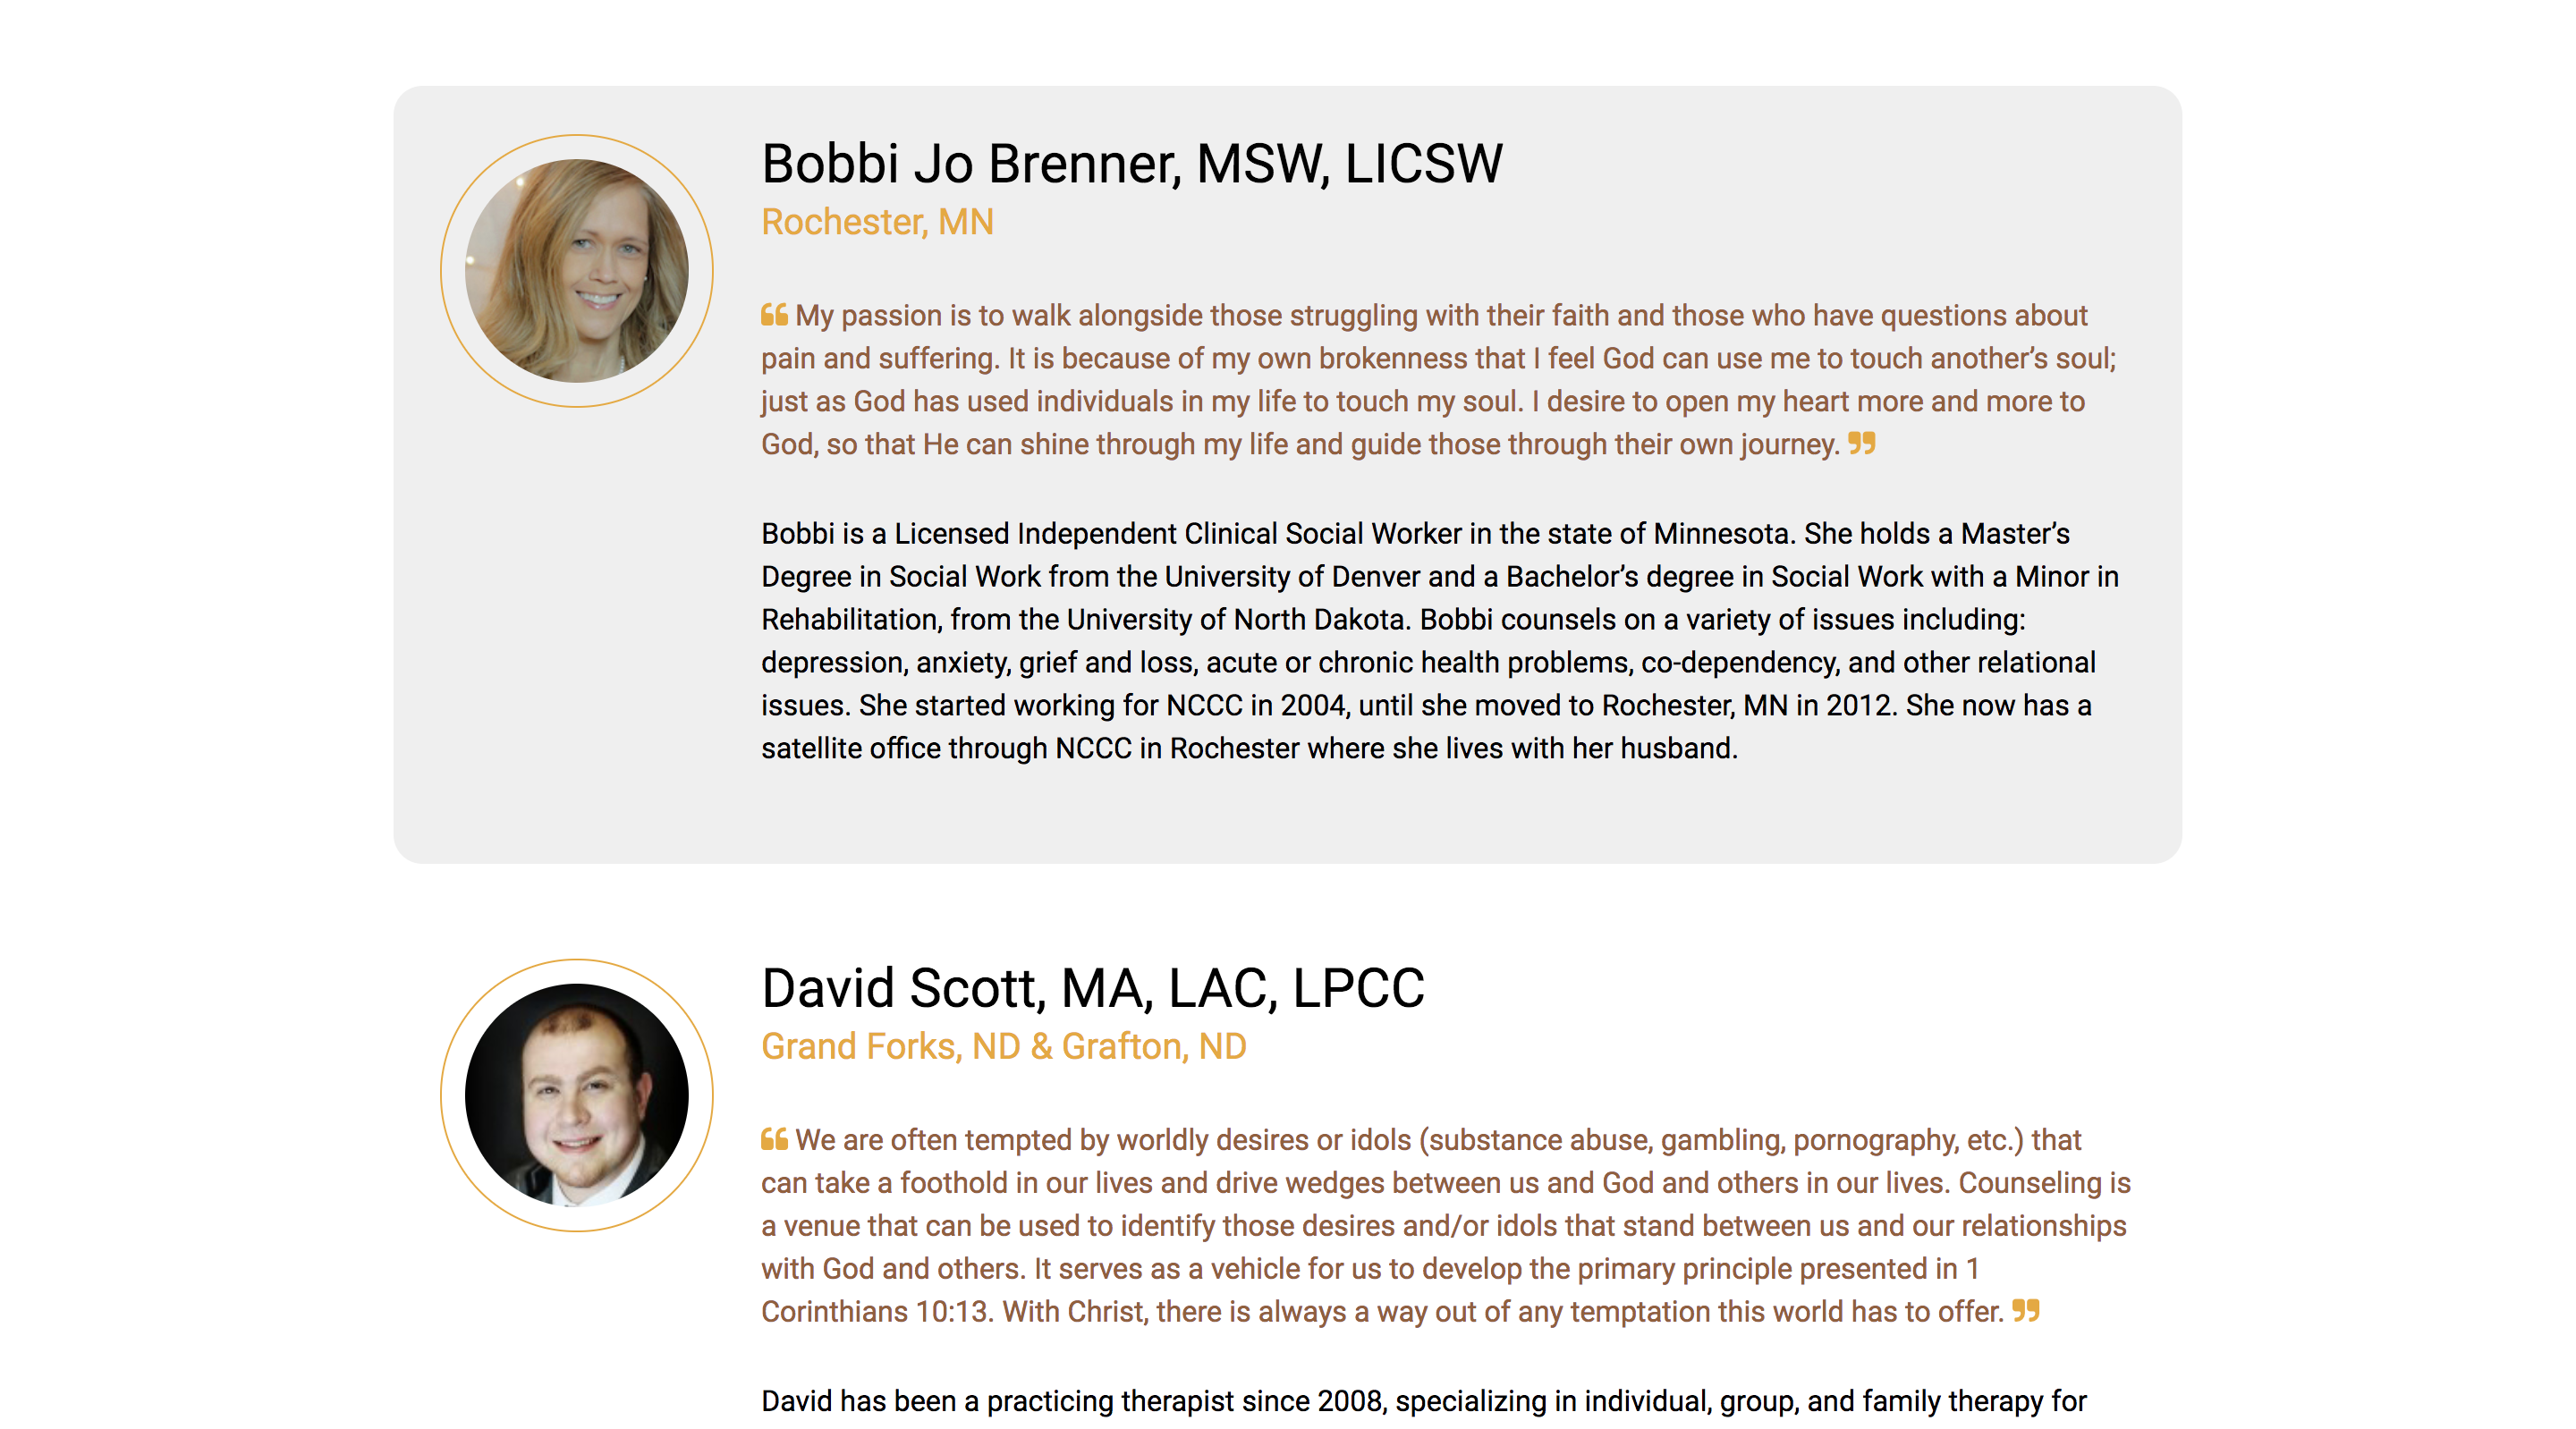 Bobbi Jo Brenner, MSW, LICSW
Rochester, MN
“ My passion is to walk alongside those struggling with their faith and those who have questions about
pain and suffering. It is because of my own brokenness that I feel God can use me to touch another’s soul;
just as God has used individuals in my life to touch my soul. I desire to open my heart more and more to
God, so that He can shine through my life and guide those through their own journey. ”
Bobbi is a Licensed Independent Clinical Social Worker in the state of Minnesota. She holds a Master’s
Degree in Social Work from the University of Denver and a Bachelor’s degree in Social Work with a Minor in
Rehabilitation, from the University of North Dakota. Bobbi counsels on a variety of issues including:
depression, anxiety, grief and loss, acute or chronic health problems, co-dependency, and other relational
issues. She started working for NCCC in 2004, until she moved to Rochester, MN in 2012. She now has a
satellite office through NCCC in Rochester where she lives with her husband.
David Scott, MA, LAC, LPCC
Grand Forks, ND & Grafton, ND
“ We are often tempted by worldly desires or idols (substance abuse, gambling, pornography, etc.) that
can take a foothold in our lives and drive wedges between us and God and others in our lives. Counseling is
a venue that can be used to identify those desires and/or idols that stand between us and our relationships
with God and others. It serves as a vehicle for us to develop the primary principle presented in 1
Corinthians 10:13. With Christ, there is always a way out of any temptation this world has to offer. ”
David has been a practicing therapist since 2008, specializing in individual, group, and family therapy for